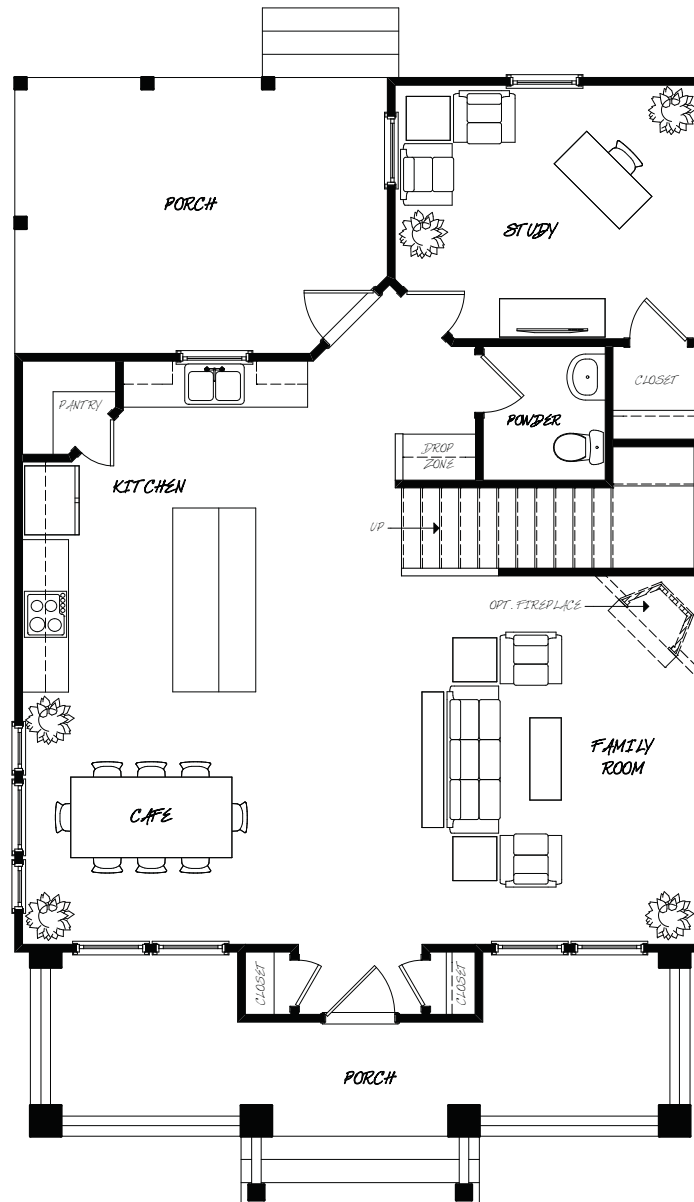 PORCH
STUDY
PANTRY
CLOSET
POWDER
DROP
ZONE
KITCHEN
UP
OPT. FIREPLACE
FAMILY
ROOM
CAFE
CLOSET
CLOSET
PORCH